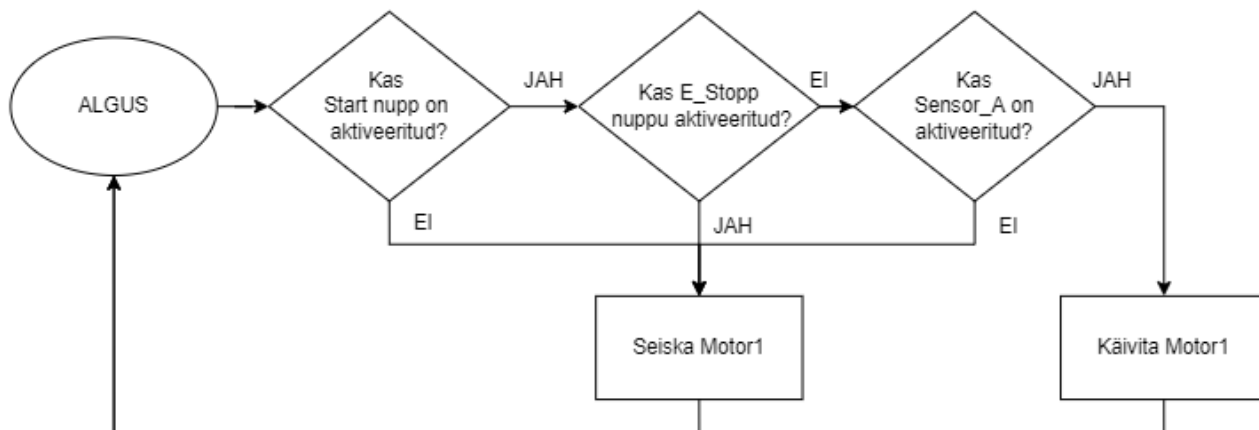 ALGUS
Kas
Start nupp on
aktiveeritud?
JAH
EI
Kas E_Stopp
nuppu aktiveeritud?
EI
JAH
Kas
Sensor_A on
aktiveeritud?
JAH
EI
Seiska Motor1
Käivita Motor1